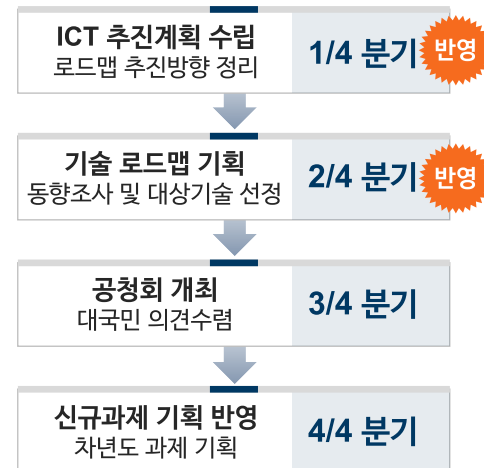 ICT 추진계획 수립
로드맵 추진방향 정리
1/4 분기
반영
기술 로드맵 기획
동향조사 및 대상기술 선정
2/4 분기
반영
공청회 개최
대국민 의견수렴
3/4 분기
신규과제 기획 반영
차년도 과제 기획
4/4 분기